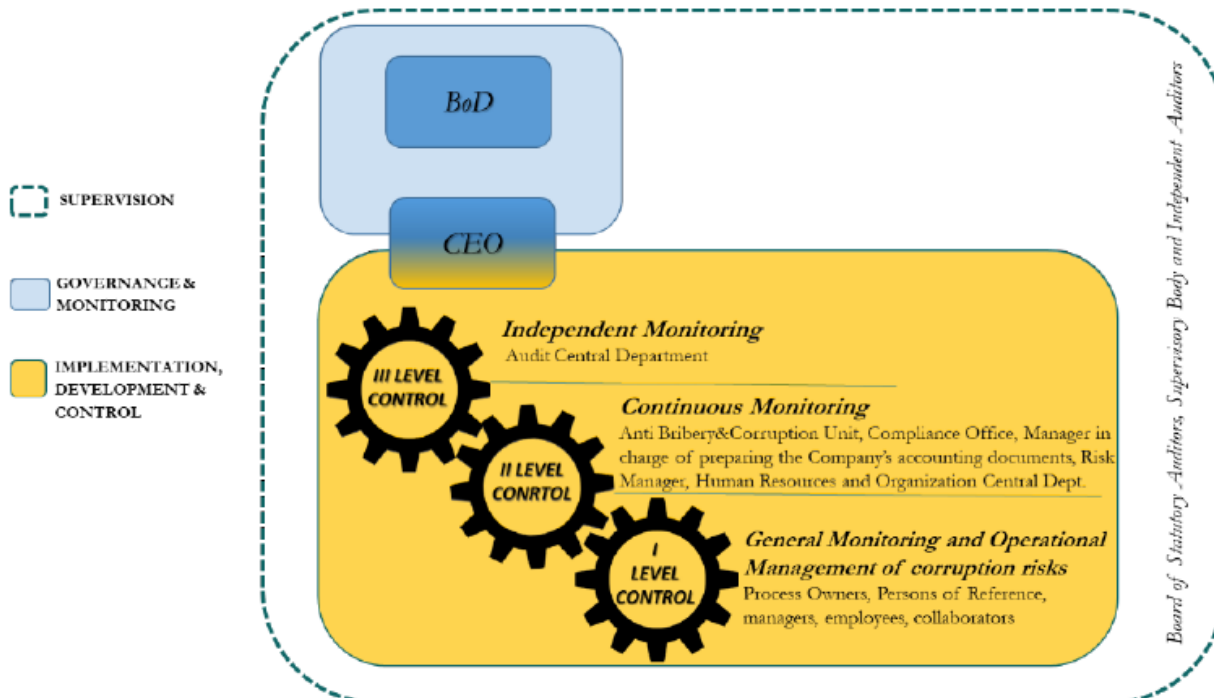 BoD
CEO
SUPERVISION
GOVERNANCE &
MONITORING
IMPLEMENTATION,
DEVELOPMENT &
CONTROL
III LEVEL
CONTROL
Independent Monitoring
Audit Central Department
II LEVEL
CONRTOL
Continuous Monitoring
Anti Bribery&Corruption Unit, Compliance Office, Manager in
charge of preparing the Company's accounting documents, Risk
Manager, Human Resources and Organization Central Dept.
I
LEVEL
CONTROL
General Monitoring and Operational
Management of corruption risks
Process Owners, Persons of Reference,
managers, employees, collaborators
Board of Statutory Auditors, Supervisory Body and Independent Auditors